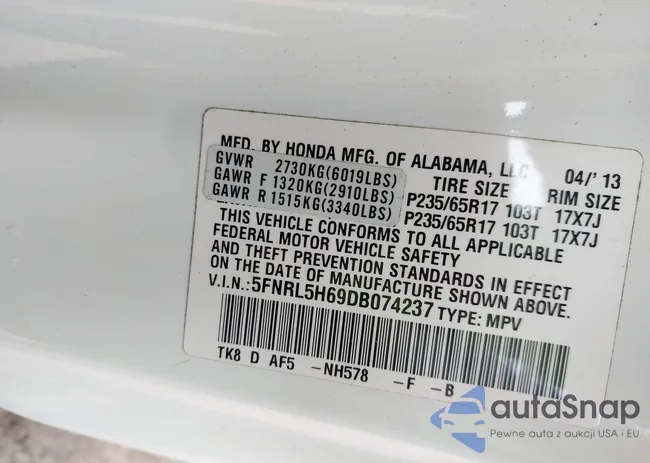 MFD. BY HONDA MFG. OF ALABAMA, LLC 04/'13
GVWR 2730KG(6019LBS) TIRE SIZE RIM SIZE
GAWR F 1320KG(2910LBS) P235/65R17 103T 17X7J
GAWR R 1515KG(3340LBS) P235/65R17 103T 17X7J
THIS VEHICLE CONFORMS TO ALL APPLICABLE
FEDERAL MOTOR VEHICLE SAFETY
AND THEFT PREVENTION STANDARDS IN EFFECT
ON THE DATE OF MANUFACTURE SHOWN ABOVE.
V.I.N.: 5FNRL5H69DB074237 TYPE: MPV
TK8 D AF5 -NH578 -F -B
autaSnap
Pewne auta z aukcji USA i EU